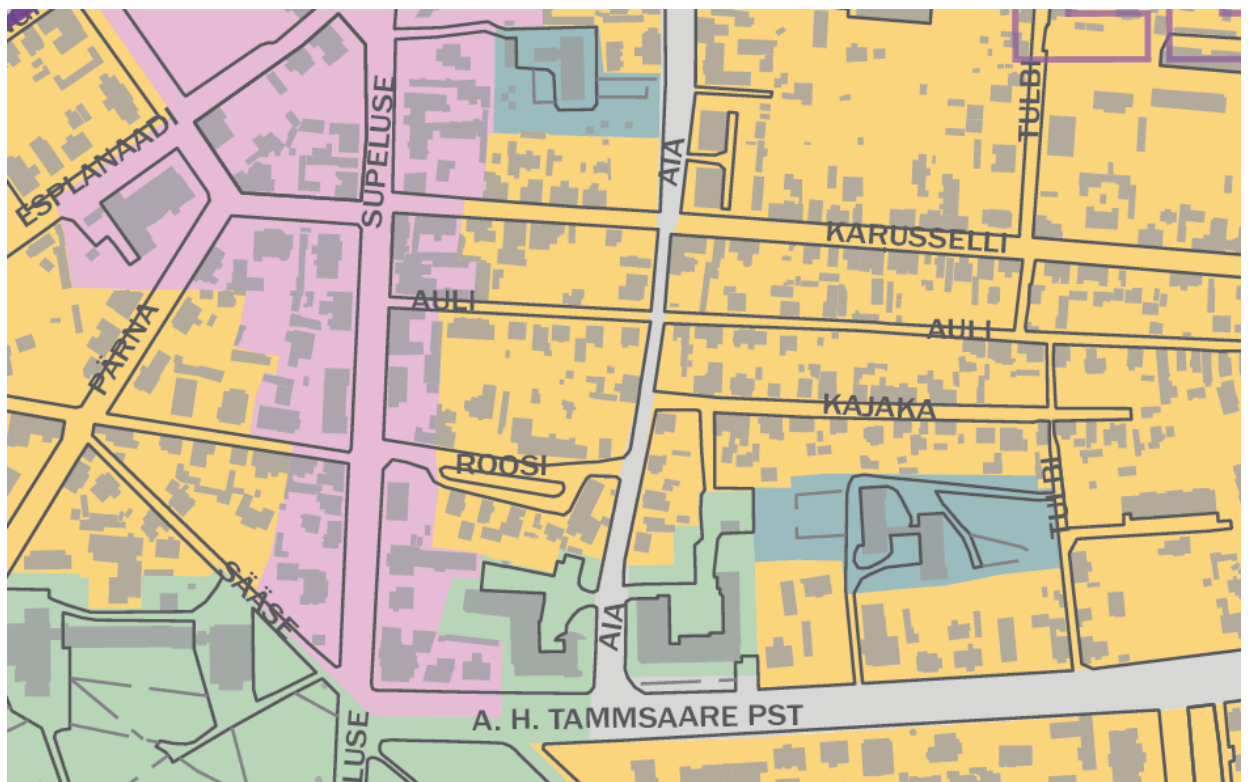 ESPLANAADI
SUPELUSE
AIA
TULBI
KARUSSELLI
AULI
AULI
PÄRNA
KAJAKA
ROOSI
TULBI
SÄÄSE
AIA
A. H. TAMMSAARE PST
LUSE